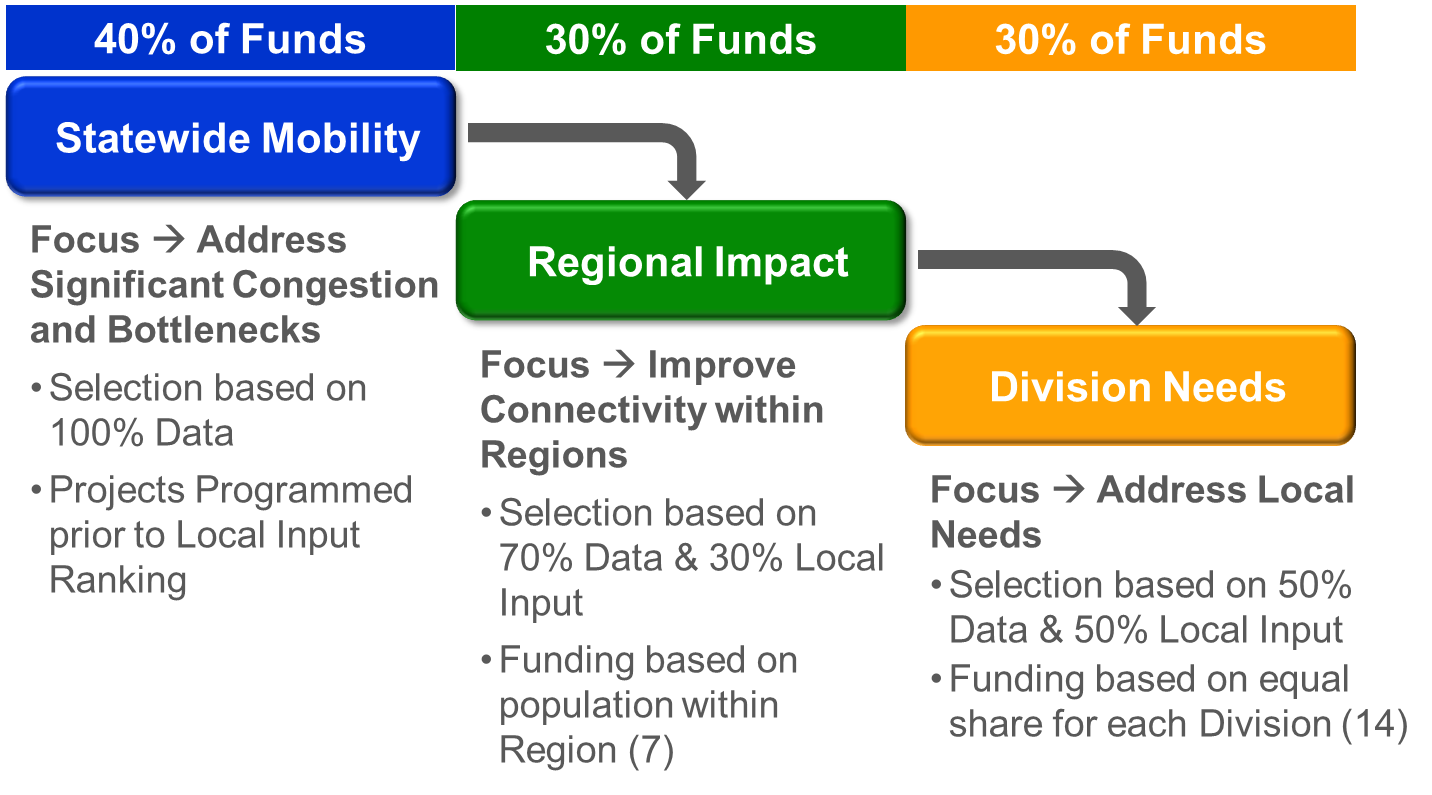 40% of Funds
30% of Funds
30% of Funds
Statewide Mobility
Focus → Address
Significant Congestion
and Bottlenecks
• Selection based on
100% Data
• Projects Programmed
prior to Local Input
Ranking
Regional Impact
Focus → Improve
Connectivity within
Regions
• Selection based on
70% Data & 30% Local
Input
• Funding based on
population within
Region (7)
Division Needs
Focus → Address Local
Needs
• Selection based on 50%
Data & 50% Local Input
• Funding based on equal
share for each Division (14)